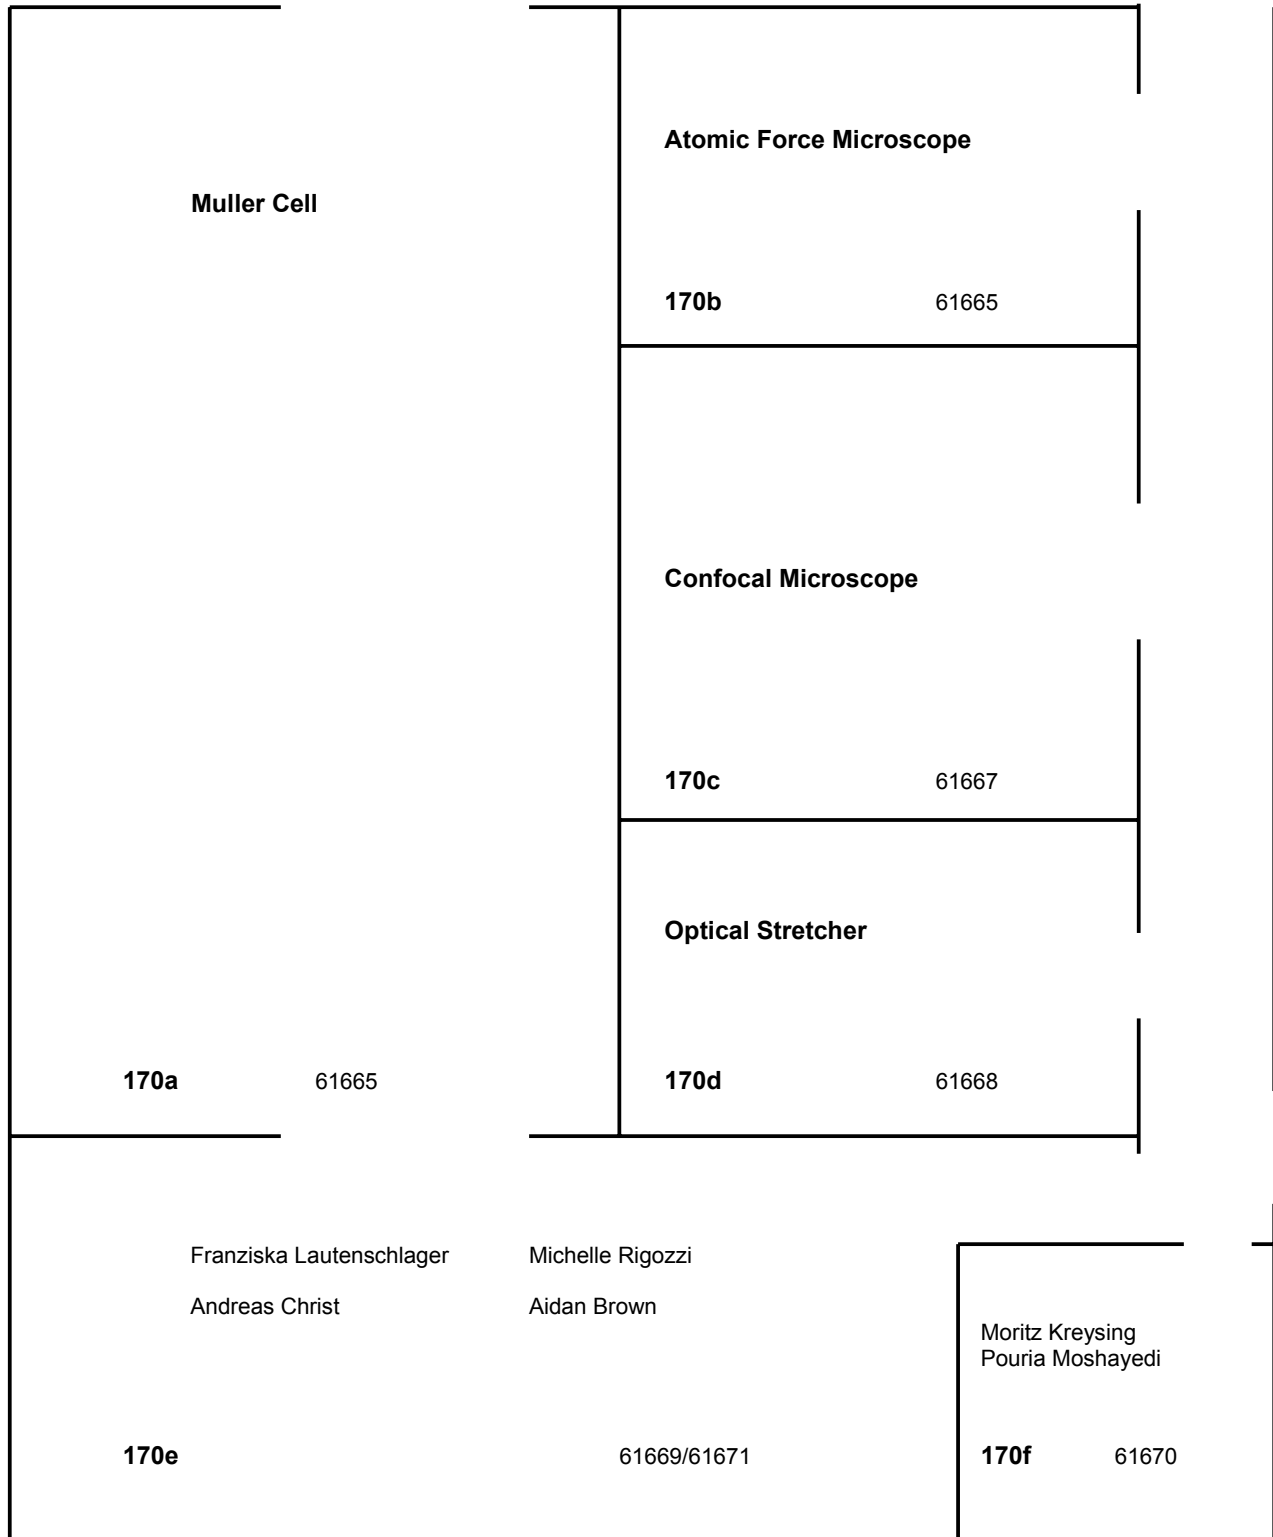 Atomic Force Microscope
Muller Cell
170b 61665
Confocal Microscope
170c 61667
Optical Stretcher
170a 61665 170d 61668
Franziska Lautenschlager Michelle Rigozzi
Andreas Christ Aidan Brown
Moritz Kreysing
Pouria Moshayedi
170e 61669/61671 170f 61670